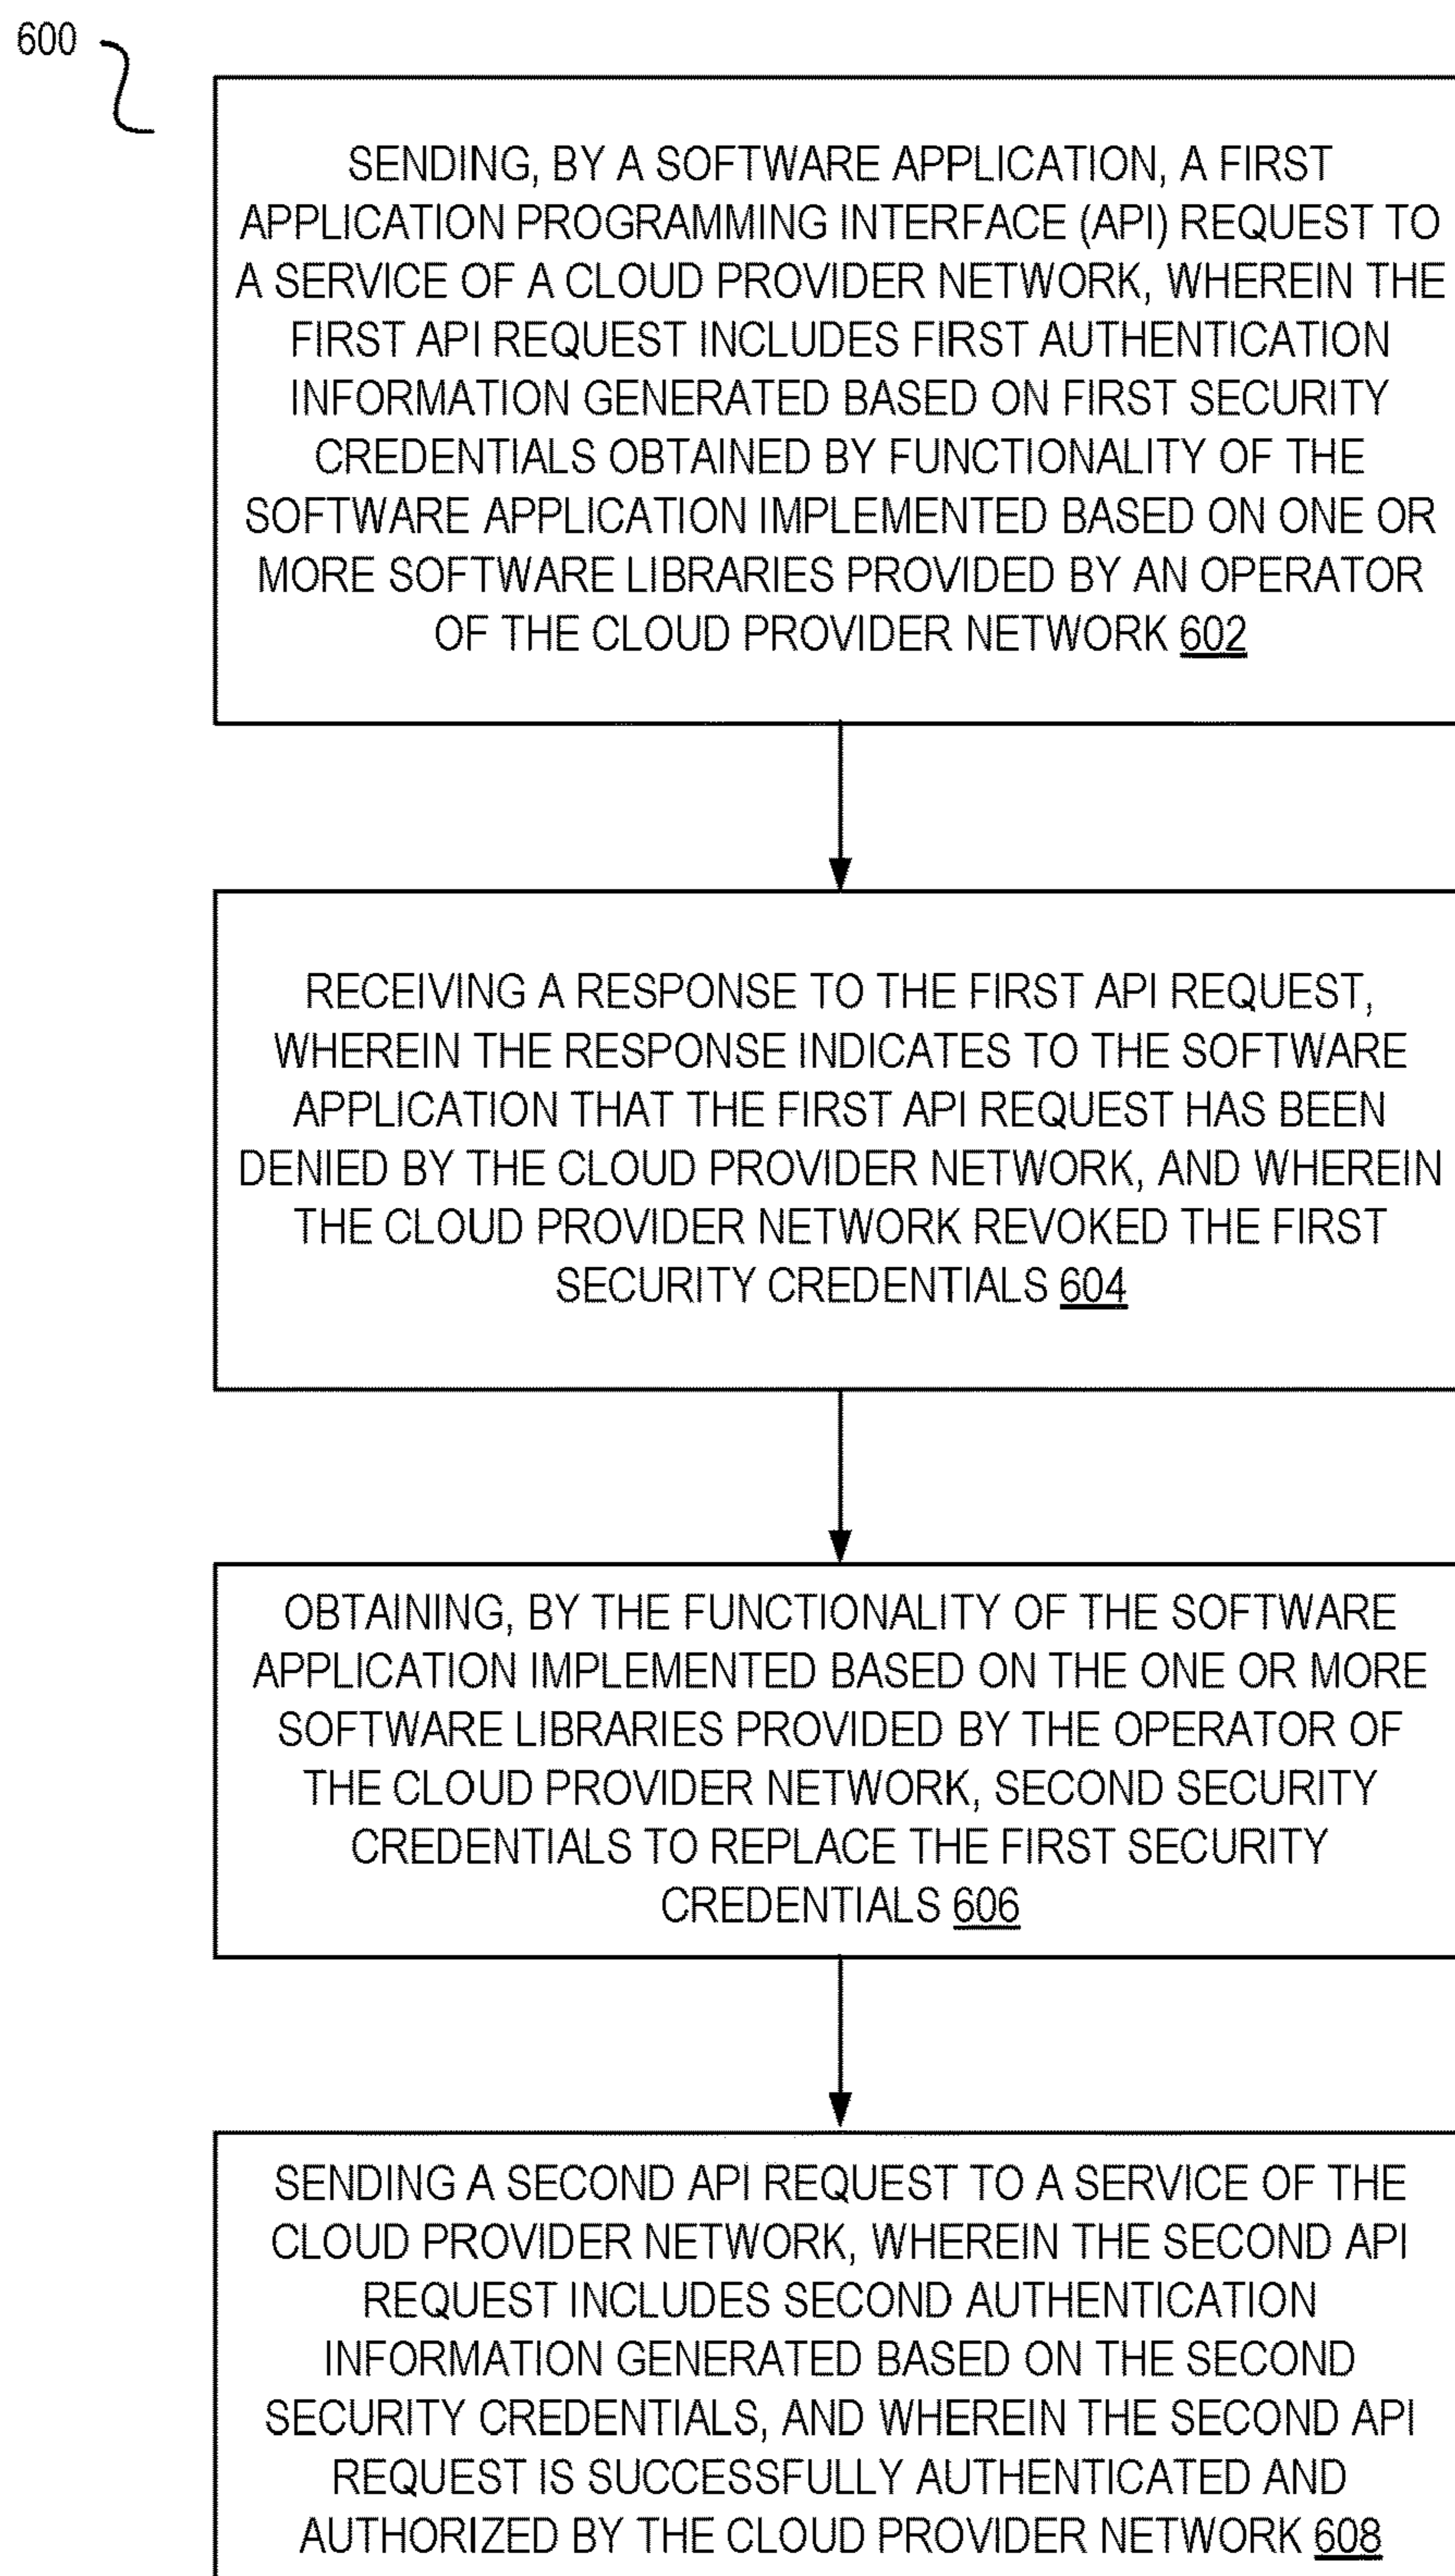 600
SENDING, BY A SOFTWARE APPLICATION, A FIRST
APPLICATION PROGRAMMING INTERFACE (API) REQUEST TO
A SERVICE OF A CLOUD PROVIDER NETWORK, WHEREIN THE
FIRST API REQUEST INCLUDES FIRST AUTHENTICATION
INFORMATION GENERATED BASED ON FIRST SECURITY
CREDENTIALS OBTAINED BY FUNCTIONALITY OF THE
SOFTWARE APPLICATION IMPLEMENTED BASED ON ONE OR
MORE SOFTWARE LIBRARIES PROVIDED BY AN OPERATOR
OF THE CLOUD PROVIDER NETWORK 602
RECEIVING A RESPONSE TO THE FIRST API REQUEST,
WHEREIN THE RESPONSE INDICATES TO THE SOFTWARE
APPLICATION THAT THE FIRST API REQUEST HAS BEEN
DENIED BY THE CLOUD PROVIDER NETWORK, AND WHEREIN
THE CLOUD PROVIDER NETWORK REVOKED THE FIRST
SECURITY CREDENTIALS 604
OBTAINING, BY THE FUNCTIONALITY OF THE SOFTWARE
APPLICATION IMPLEMENTED BASED ON THE ONE OR MORE
SOFTWARE LIBRARIES PROVIDED BY THE OPERATOR OF
THE CLOUD PROVIDER NETWORK, SECOND SECURITY
CREDENTIALS TO REPLACE THE FIRST SECURITY
CREDENTIALS 606
SENDING A SECOND API REQUEST TO A SERVICE OF THE
CLOUD PROVIDER NETWORK, WHEREIN THE SECOND API
REQUEST INCLUDES SECOND AUTHENTICATION
INFORMATION GENERATED BASED ON THE SECOND
SECURITY CREDENTIALS, AND WHEREIN THE SECOND API
REQUEST IS SUCCESSFULLY AUTHENTICATED AND
AUTHORIZED BY THE CLOUD PROVIDER NETWORK 608